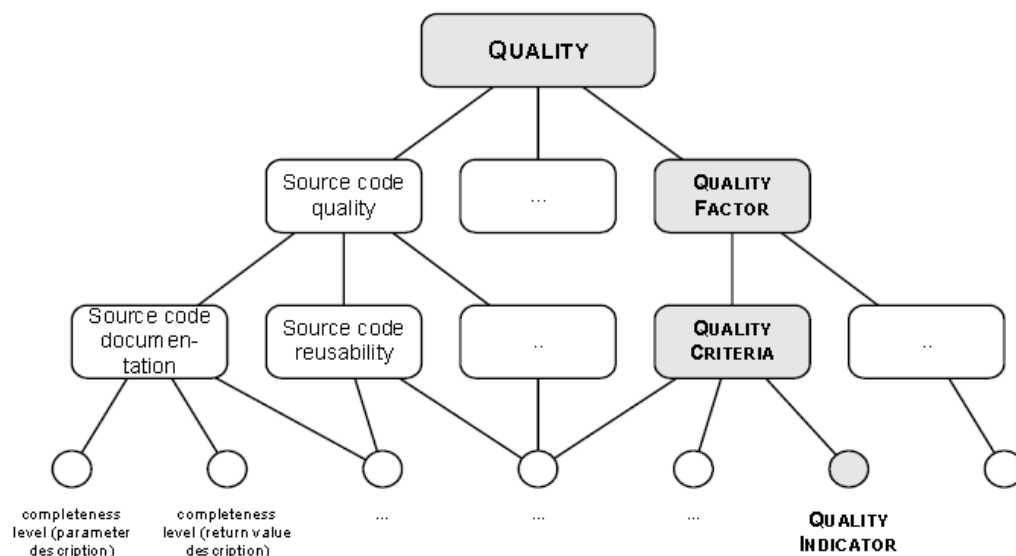 QUALITY
Source code
quality
...
QUALITY
FACTOR
Source code
documen-
tation
Source code
reusability
..
QUALITY
CRITERIA
..
completeness
level (parameter
description)
completeness
level (return value
description)
...
...
...
QUALITY
INDICATOR